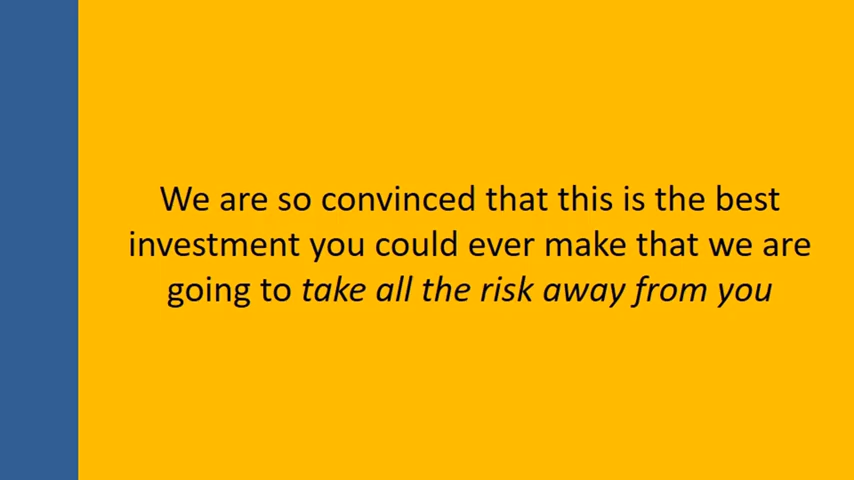 We are so convinced that this is the best
investment you could ever make that we are
going to take all the risk away from you